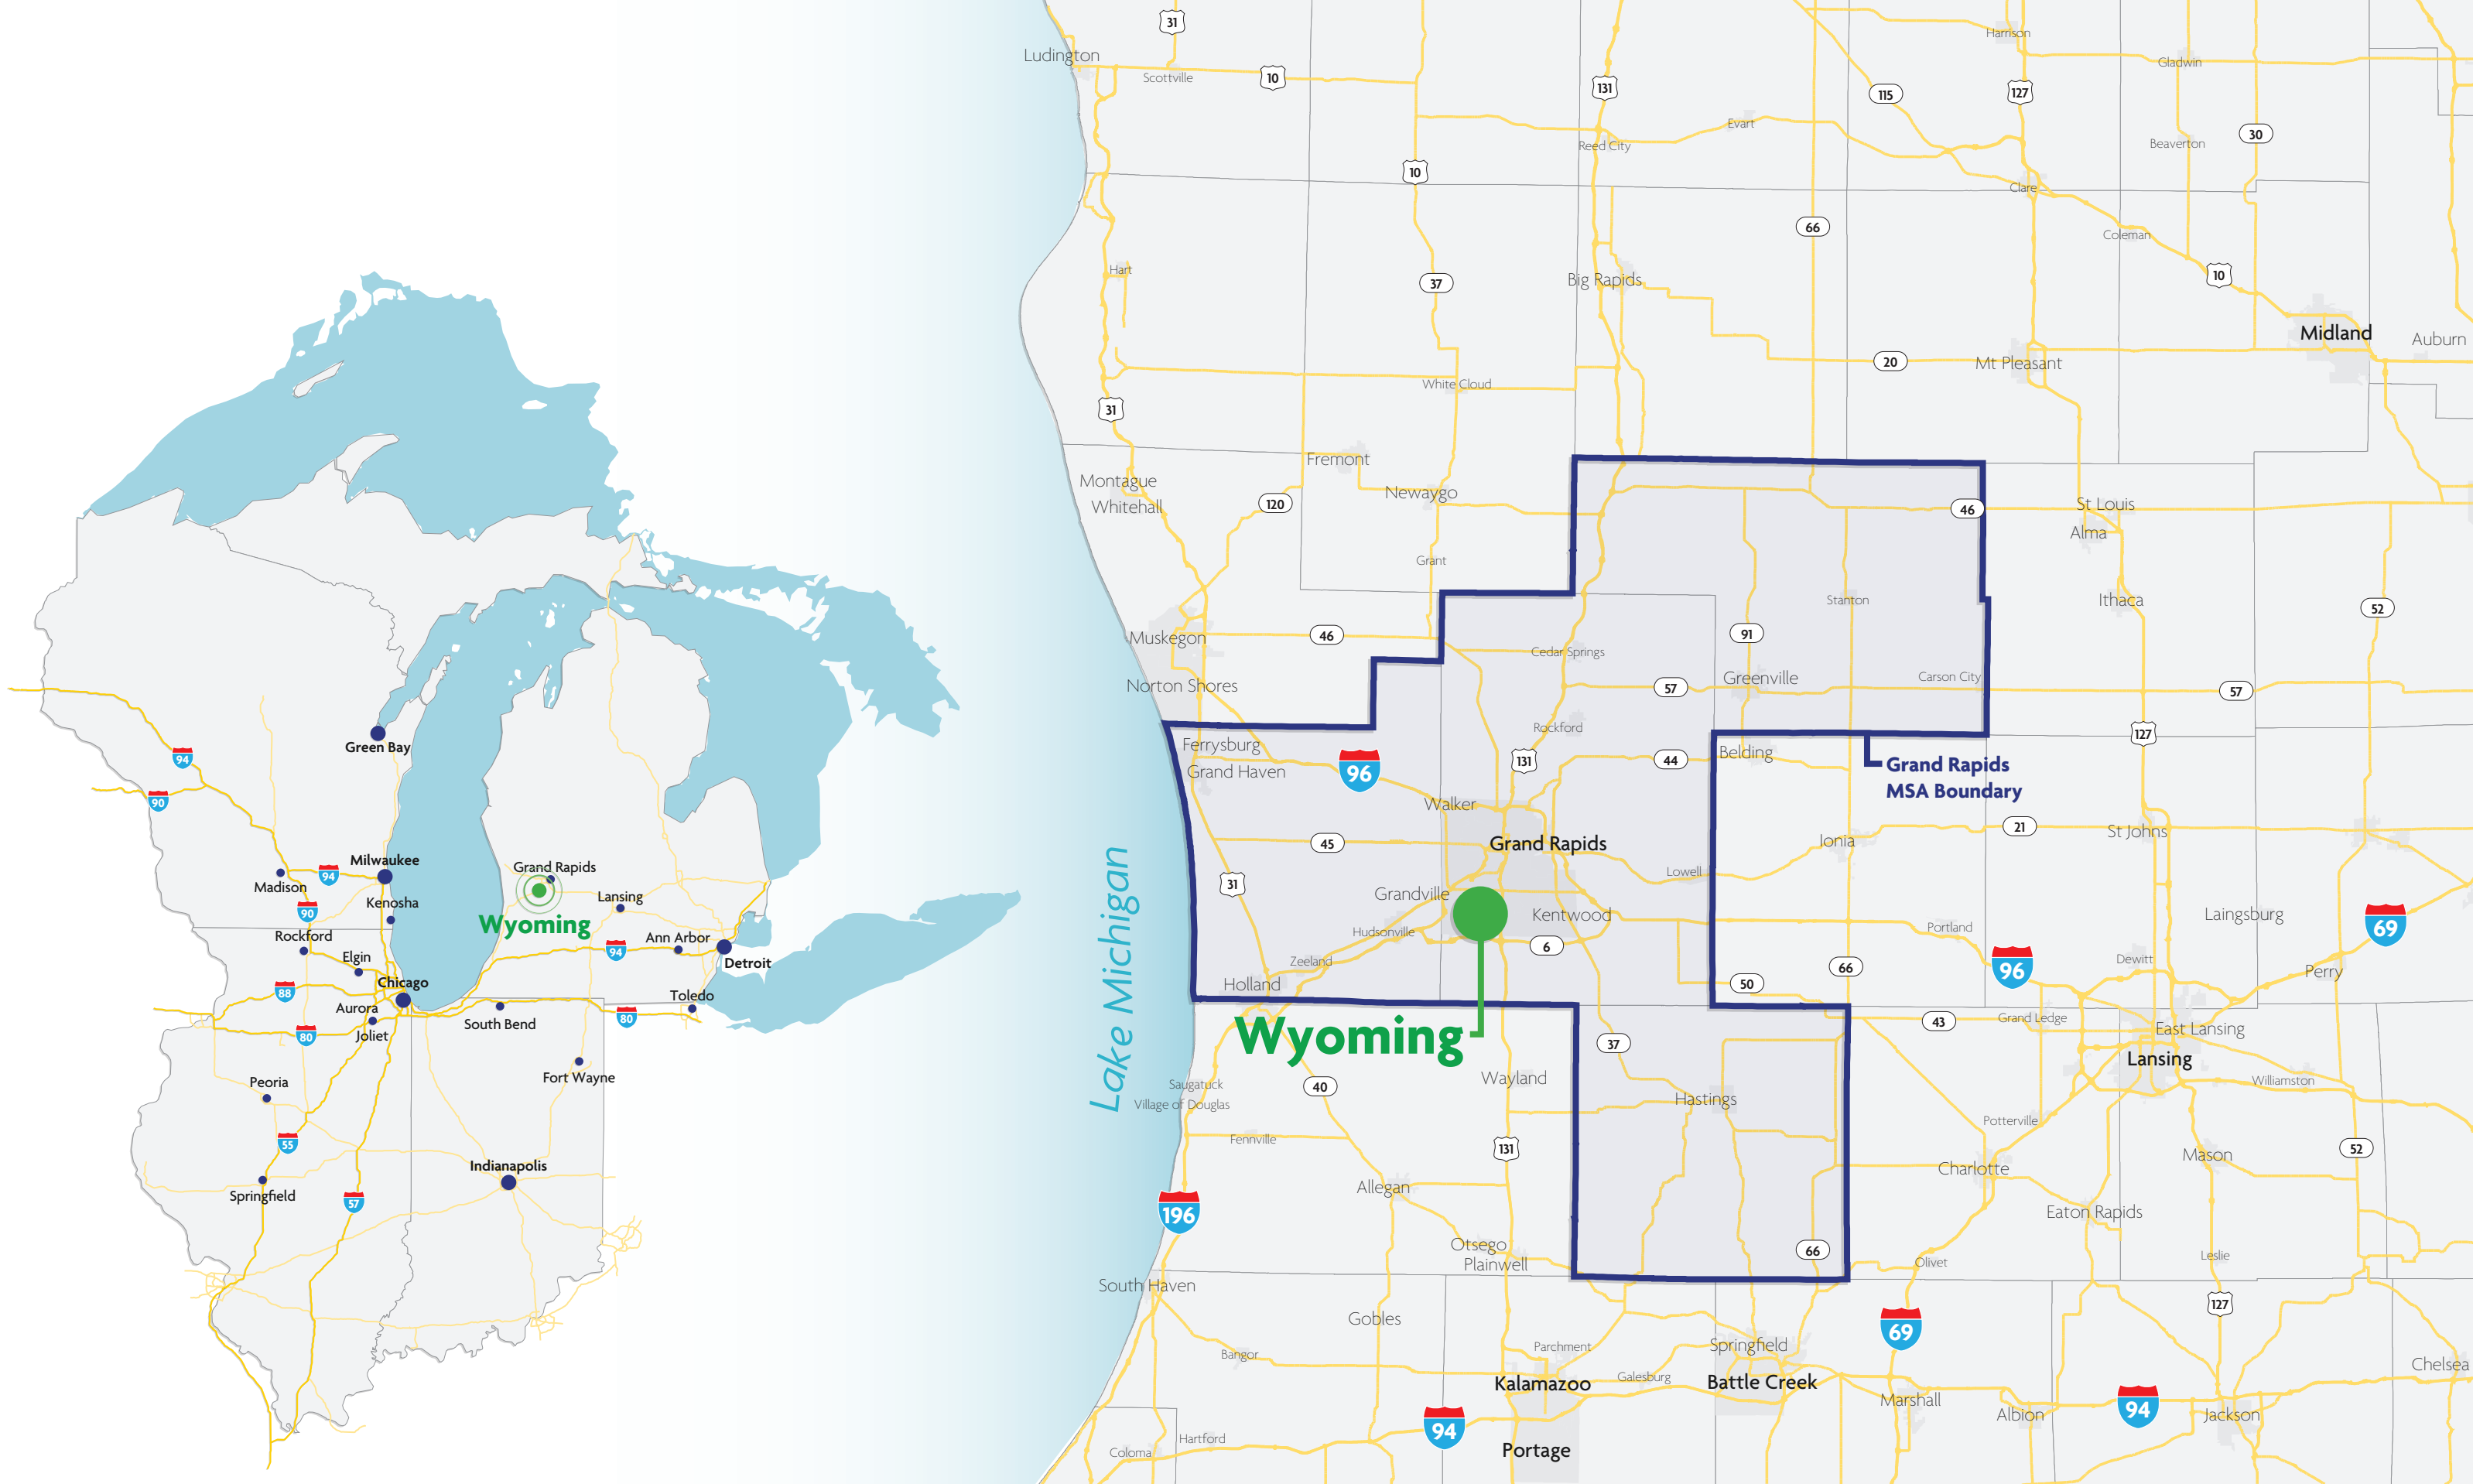 Green Bay
94
90
Milwaukee
Madison
94
Kenosha
90
Rockford
Elgin
Chicago
88
Aurora
Joliet
80
Peoria
55
Springfield
57
Indianapolis
Fort Wayne
South Bend
80
Toledo
Grand Rapids
Lansing
Wyoming
94
Ann Arbor
Detroit
Lake Michigan
31
Ludington
Scottville
10
131
115
Harrison
127
Gladwin
Evart
Reed City
Beaverton
30
10
Clare
66
Coleman
Hart
37
Big Rapids
10
Midland
Auburn
20
Mt Pleasant
White Cloud
31
Fremont
Montague
Whitehall
120
Newaygo
46
St Louis
Alma
Grant
Stanton
Ithaca
52
Muskegon
46
91
Cedar Springs
Norton Shores
57
Greenville
Carson City
57
Rockford
127
Ferrysburg
Grand Haven
96
131
44
Belding
Grand Rapids
MSA Boundary
Walker
Grand Rapids
45
Ionia
21
St Johns
31
Lowell
Grandville
Kentwood
Hudsonville
6
Portland
Laingsburg
69
Zeeland
Holland
66
96
Dewitt
Perry
50
Wyoming
37
43
Grand Ledge
East Lansing
Lansing
Saugatuck
Village of Douglas
40
Wayland
Hastings
Williamston
Potterville
Fennville
131
52
Mason
Charlotte
Allegan
196
Eaton Rapids
Otsego
Plainwell
66
Olivet
Leslie
South Haven
127
Gobles
69
Parchment
Springfield
Bangor
Kalamazoo
Galesburg
Battle Creek
Chelsea
Marshall
Albion
94
Jackson
94
Hartford
Coloma
Portage